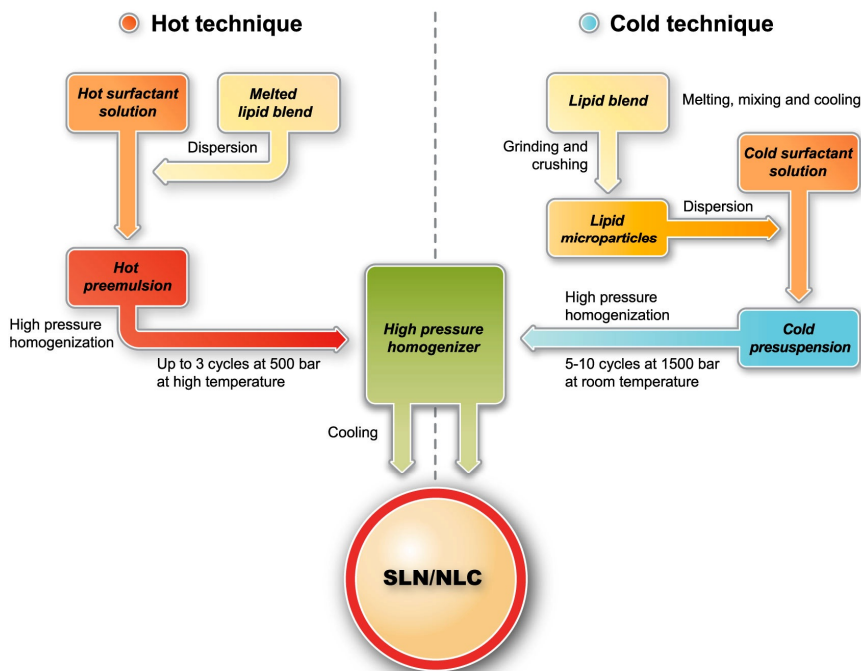 Hot technique
Hot surfactant
solution
Melted
lipid blend
Dispersion
Hot
preemulsion
High pressure
homogenization
Up to 3 cycles at 500 bar
at high temperature
Cold technique
Lipid blend
Melting, mixing and cooling
Grinding and
crushing
Cold surfactant
solution
Lipid
microparticles
Dispersion
High pressure
homogenization
Cold
presuspension
5-10 cycles at 1500 bar
at room temperature
High pressure
homogenizer
Cooling
SLN/NLC